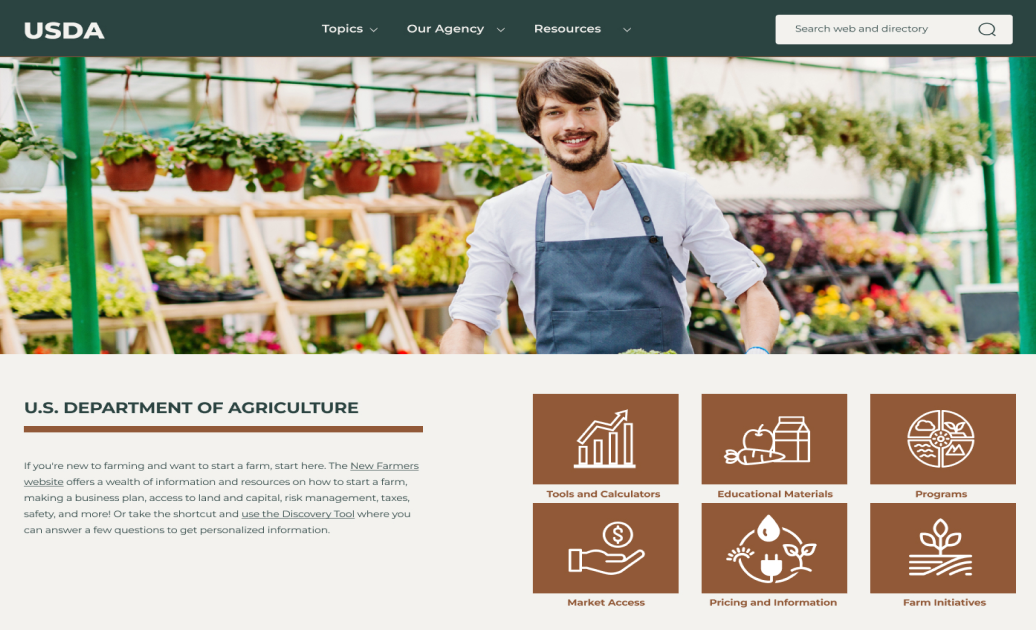 USDA
Topics
Our Agency
Resources
Search web and directory
U.S. DEPARTMENT OF AGRICULTURE
If you're new to farming and want to start a farm, start here. The New Farmers
website offers a wealth of information and resources on how to start a farm,
making a business plan, access to land and capital, risk management, taxes,
safety, and more! Or take the shortcut and use the Discovery Tool where you
can answer a few questions to get personalized information.
Tools and Calculators
Educational Materials
Programs
$
Market Access
Pricing and Information
Farm Initiatives